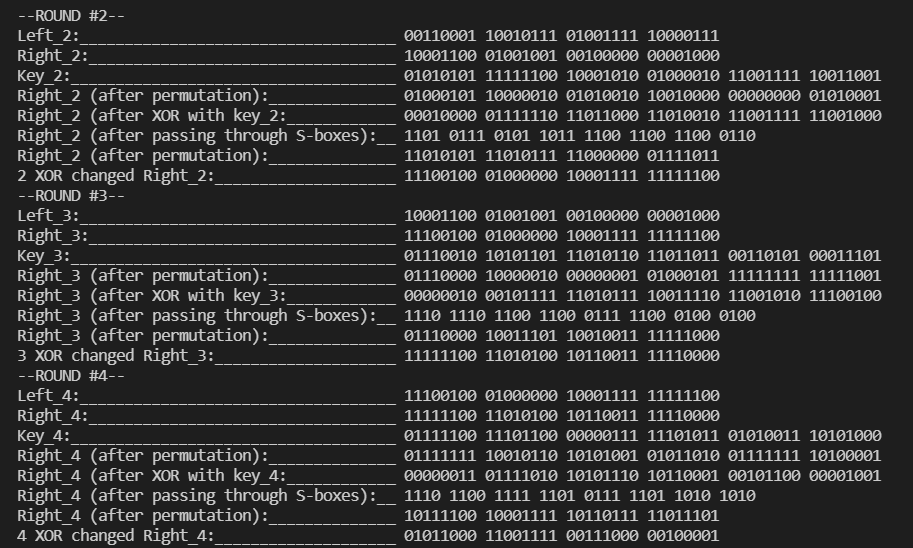 --ROUND #2--
Left_2:___________________________________ 00110001 10010111 01001111 10000111
Right_2:__________________________________ 10001100 01001001 00100000 00001000
Key_2:____________________________________ 01010101 11111100 10001010 01000010 11001111 10011001
Right_2 (after permutation):______________ 01000101 10000010 01010010 10010000 00000000 01010001
Right_2 (after XOR with key_2:____________ 00010000 01111110 11011000 11010010 11001111 11001000
Right_2 (after passing through S-boxes):__ 1101 0111 0101 1011 1100 1100 1100 0110
Right_2 (after permutation):______________ 11010101 11010111 11000000 01111011
2 XOR changed Right_2:____________________ 11100100 01000000 10001111 11111100
--ROUND #3--
Left_3:___________________________________ 10001100 01001001 00100000 00001000
Right_3:__________________________________ 11100100 01000000 10001111 11111100
Key_3:____________________________________ 01110010 10101101 11010110 11011011 00110101 00011101
Right_3 (after permutation):______________ 01110000 10000010 00000001 01000101 11111111 11111001
Right_3 (after XOR with key_3:____________ 00000010 00101111 11010111 10011110 11001010 11100100
Right_3 (after passing through S-boxes):__ 1110 1110 1100 1100 0111 1100 0100 0100
Right_3 (after permutation):______________ 01110000 10011101 10010011 11111000
3 XOR changed Right_3:____________________ 11111100 11010100 10110011 11110000
--ROUND #4--
Left_4:___________________________________ 11100100 01000000 10001111 11111100
Right_4:__________________________________ 11111100 11010100 10110011 11110000
Key_4:____________________________________ 01111100 11101100 00000111 11101011 01010011 10101000
Right_4 (after permutation):______________ 01111111 10010110 10101001 01011010 01111111 10100001
Right_4 (after XOR with key_4:____________ 00000011 01111010 10101110 10110001 00101100 00001001
Right_4 (after passing through S-boxes):__ 1110 1100 1111 1101 0111 1101 1010 1010
Right_4 (after permutation):______________ 10111100 10001111 10110111 11011101
4 XOR changed Right_4:____________________ 01011000 11001111 00111000 00100001